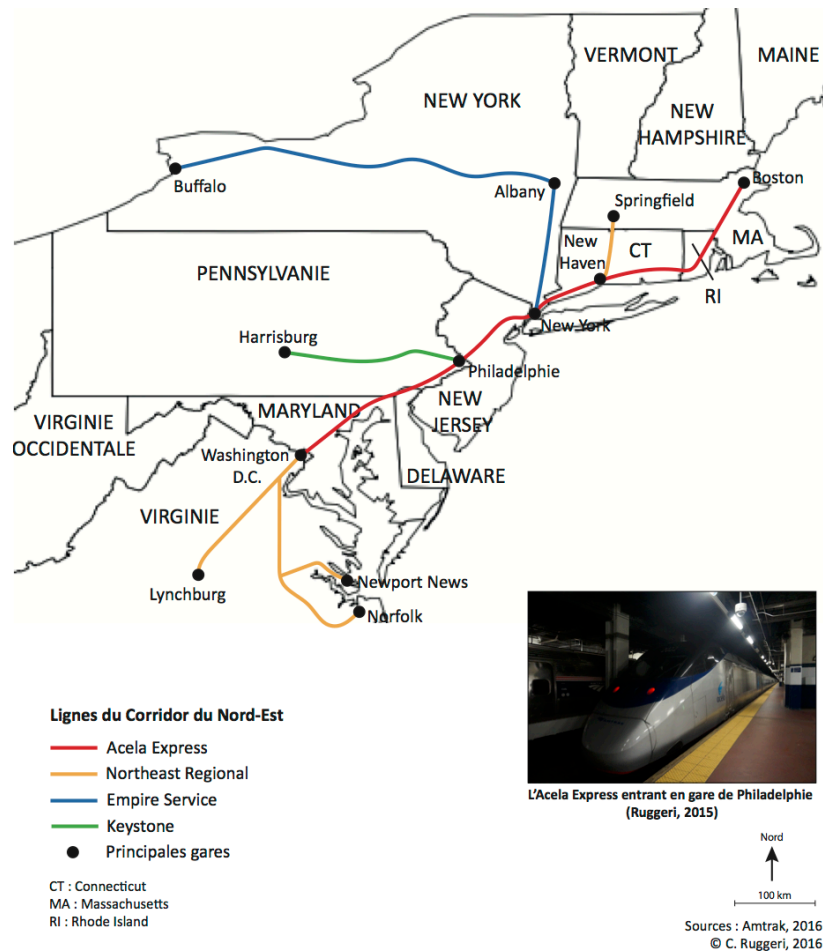 VERMONT
MAINE
NEW YORK
NEW
HAMPSHIRE
Buffalo
Albany
Boston
Springfield
New
Haven
CT
MA
RI
PENNSYLVANIE
New York
Harrisburg
Philadelphie
NEW
JERSEY
MARYLAND
VIRGINIE
OCCIDENTALE
Washington
D.C.
DELAWARE
VIRGINIE
Lynchburg
Newport News
Norfolk
Lignes du Corridor du Nord-Est
Acela Express
Northeast Regional
Empire Service
Keystone
Principales gares
CT : Connecticut
MA : Massachusetts
RI : Rhode Island
L'Acela Express entrant en gare de Philadelphie
(Ruggeri, 2015)
Nord
100 km
Sources : Amtrak, 2016
© C. Ruggeri, 2016